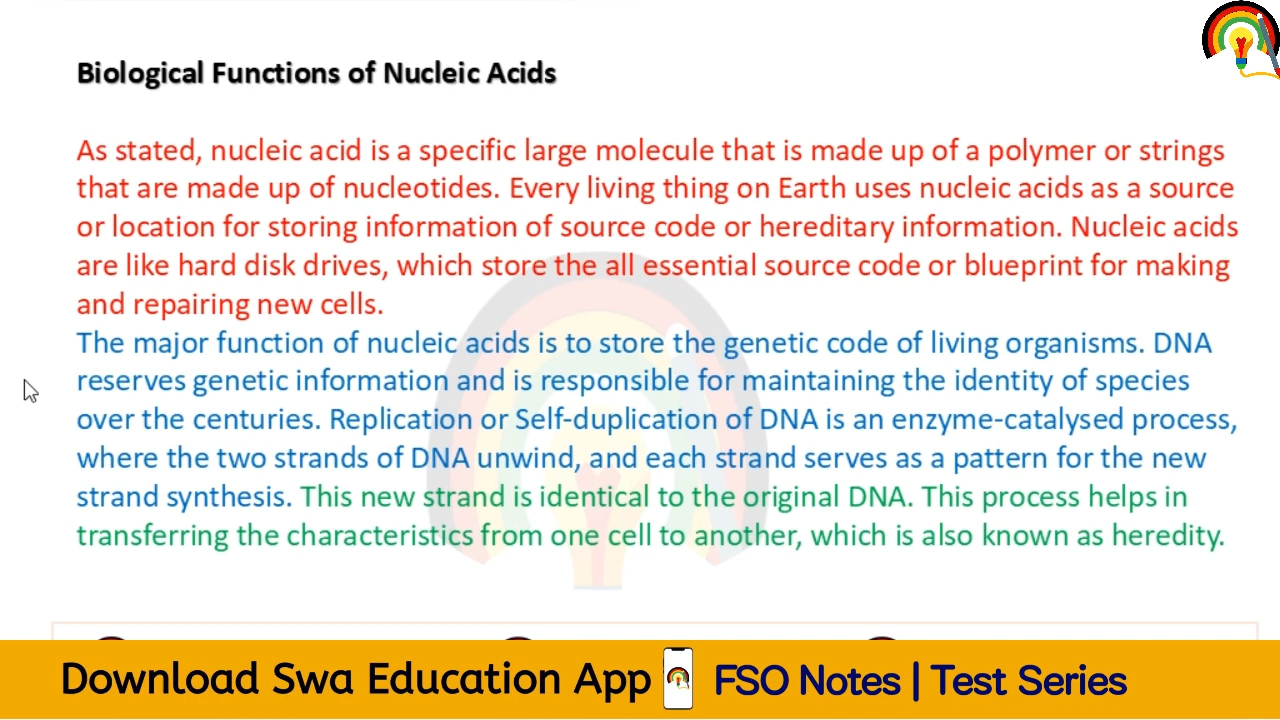 Biological Functions of Nucleic Acids
As stated, nucleic acid is a specific large molecule that is made up of a polymer or strings
that are made up of nucleotides. Every living thing on Earth uses nucleic acids as a source
or location for storing information of source code or hereditary information. Nucleic acids
are like hard disk drives, which store the all essential source code or blueprint for making
and repairing new cells.
The major function of nucleic acids is to store the genetic code of living organisms. DNA
reserves genetic information and is responsible for maintaining the identity of species
over the centuries. Replication or Self-duplication of DNA is an enzyme-catalysed process,
where the two strands of DNA unwind, and each strand serves as a pattern for the new
strand synthesis. This new strand is identical to the original DNA. This process helps in
transferring the characteristics from one cell to another, which is also known as heredity.
Download Swa Education App FSO Notes | Test Series